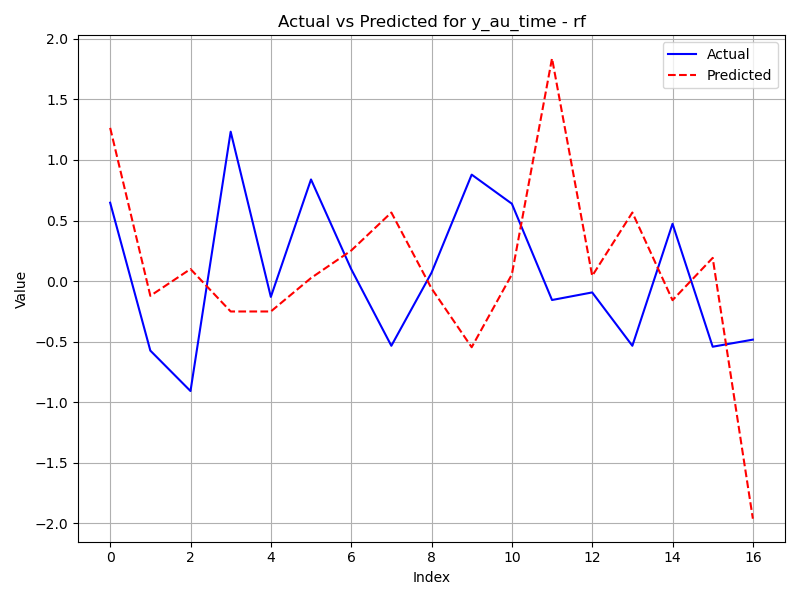 Actual vs Predicted for y_au_time - rf
Actual
Predicted
2.0
1.5
1.0
0.5
0.0
−0.5
−1.0
−1.5
−2.0
Value
0 2 4 6 8 10 12 14 16
Index